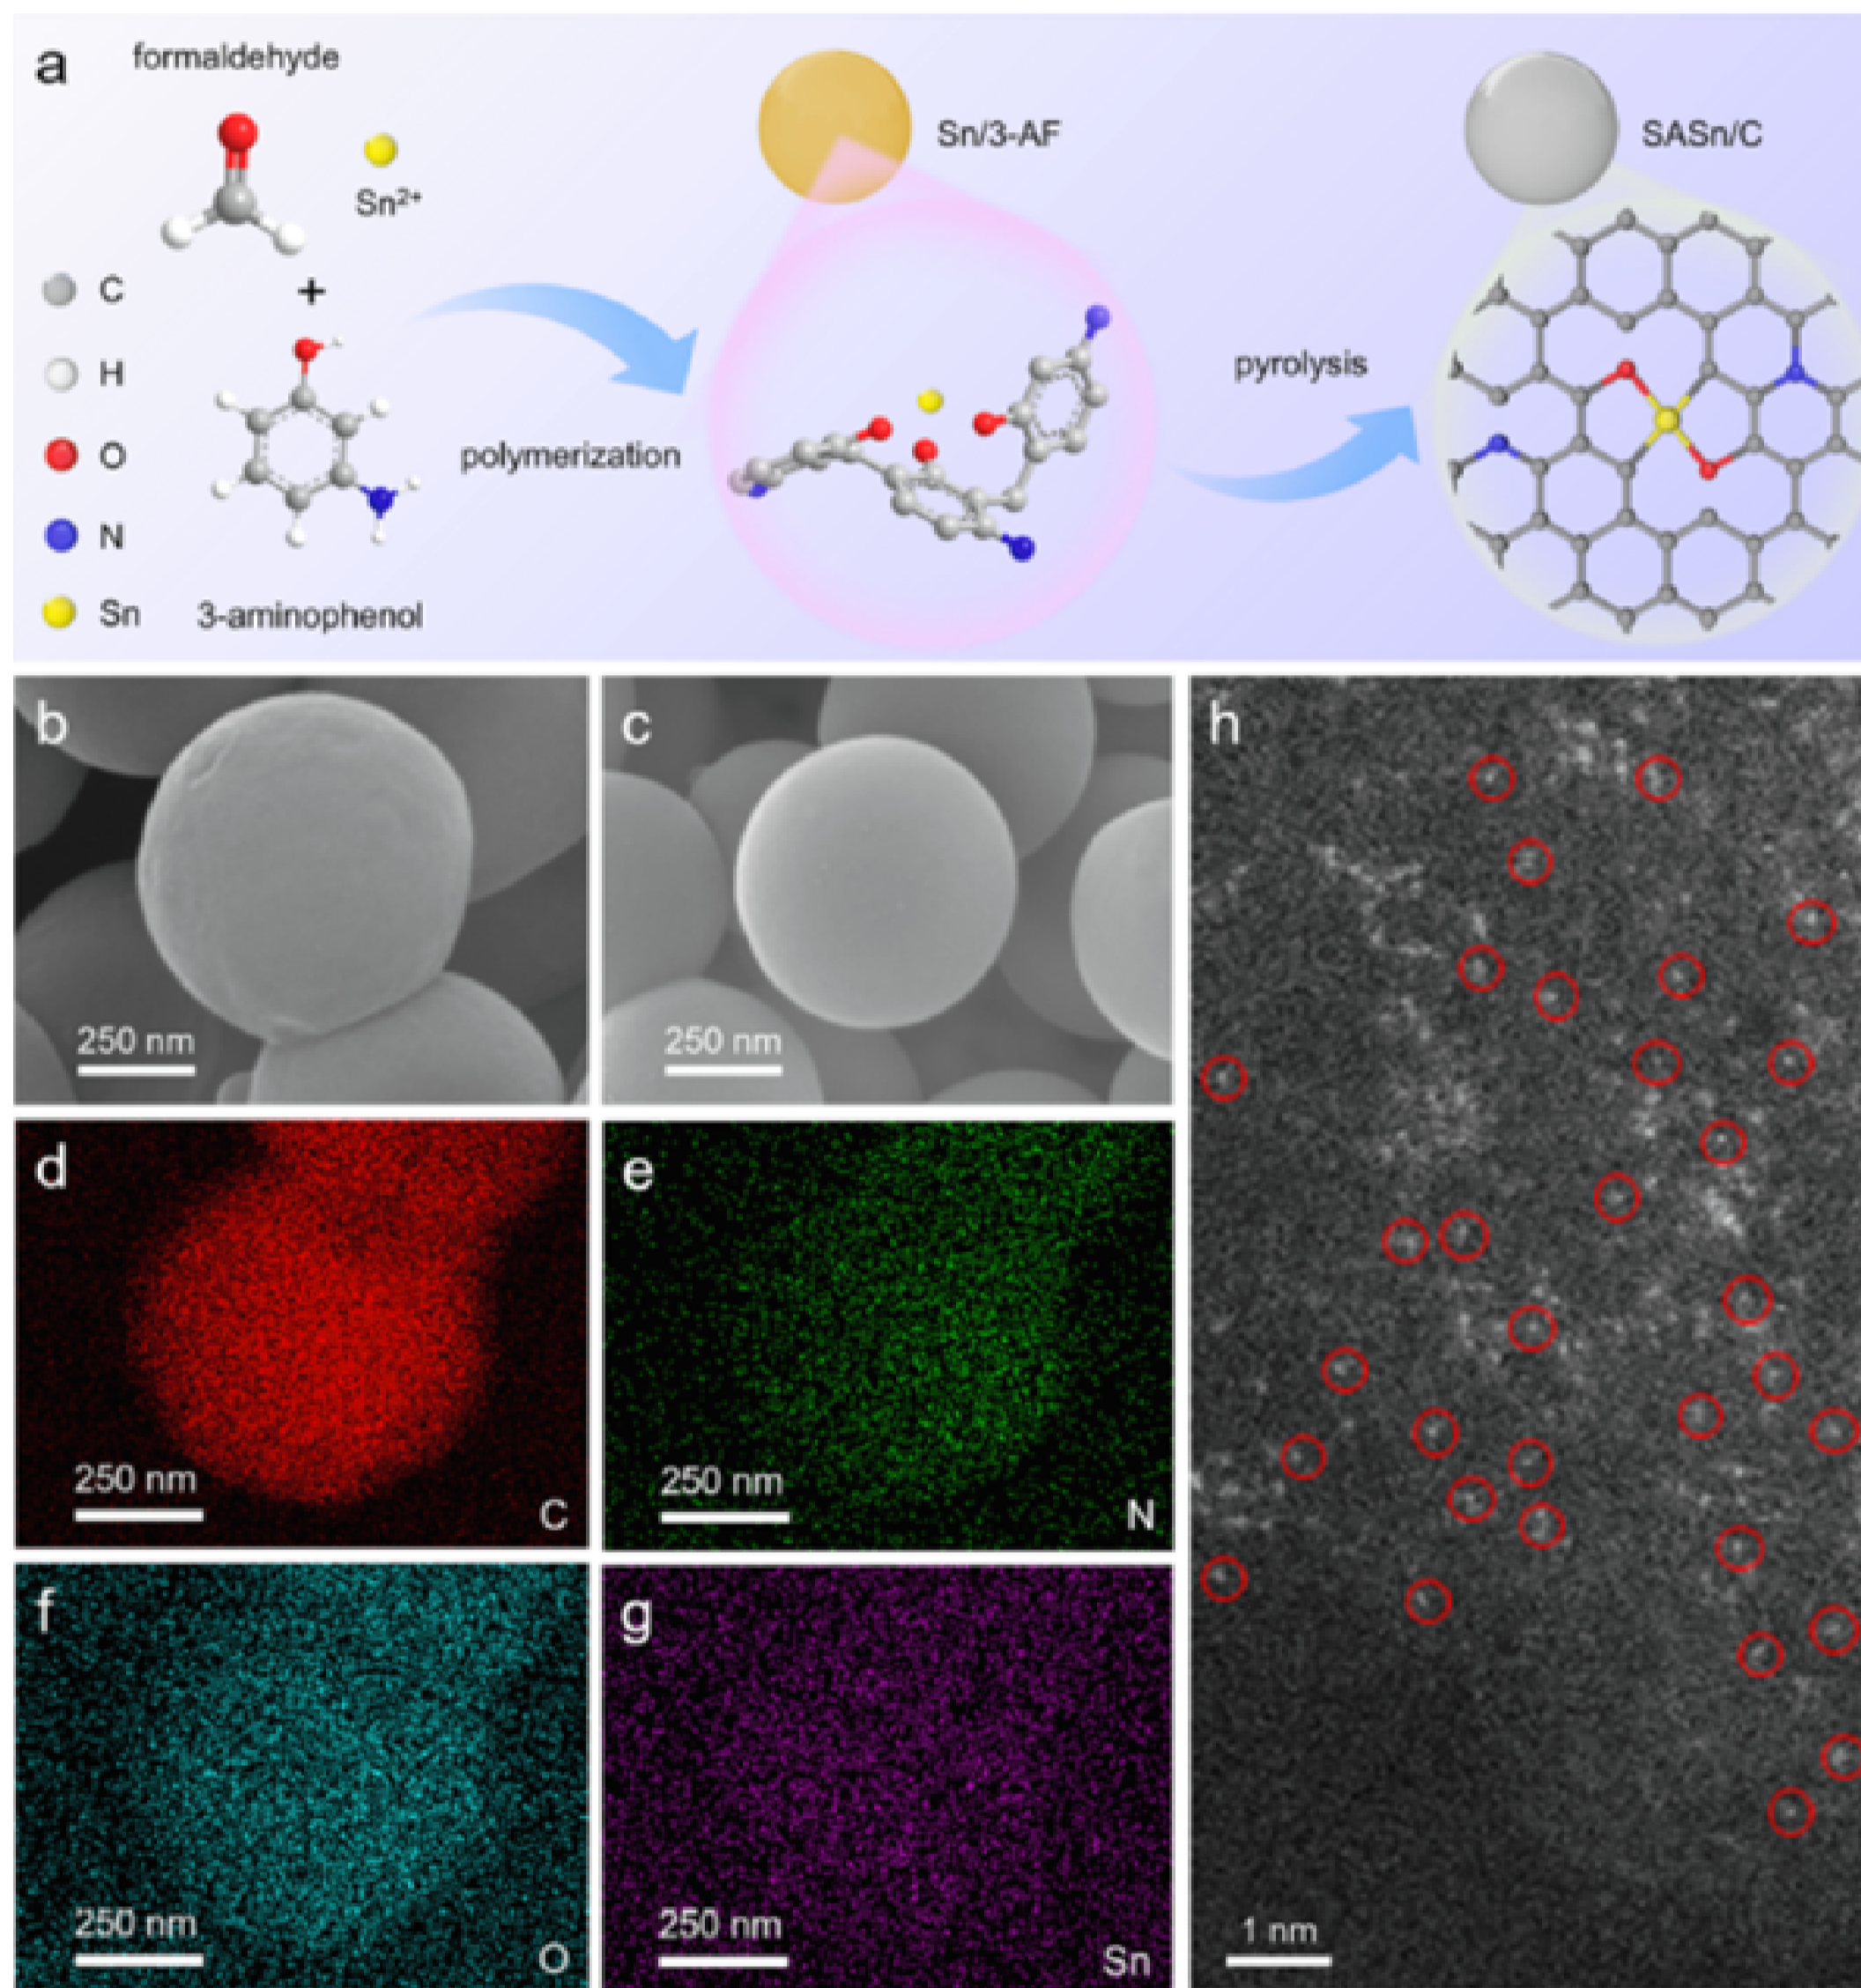 a
formaldehyde
Sn²⁺
C
+
H
O
N
Sn
3-aminophenol
polymerization
Sn/3-AF
pyrolysis
SASn/C
b
250 nm
c
250 nm
d
250 nm
C
e
250 nm
N
f
250 nm
O
g
250 nm
Sn
h
1 nm